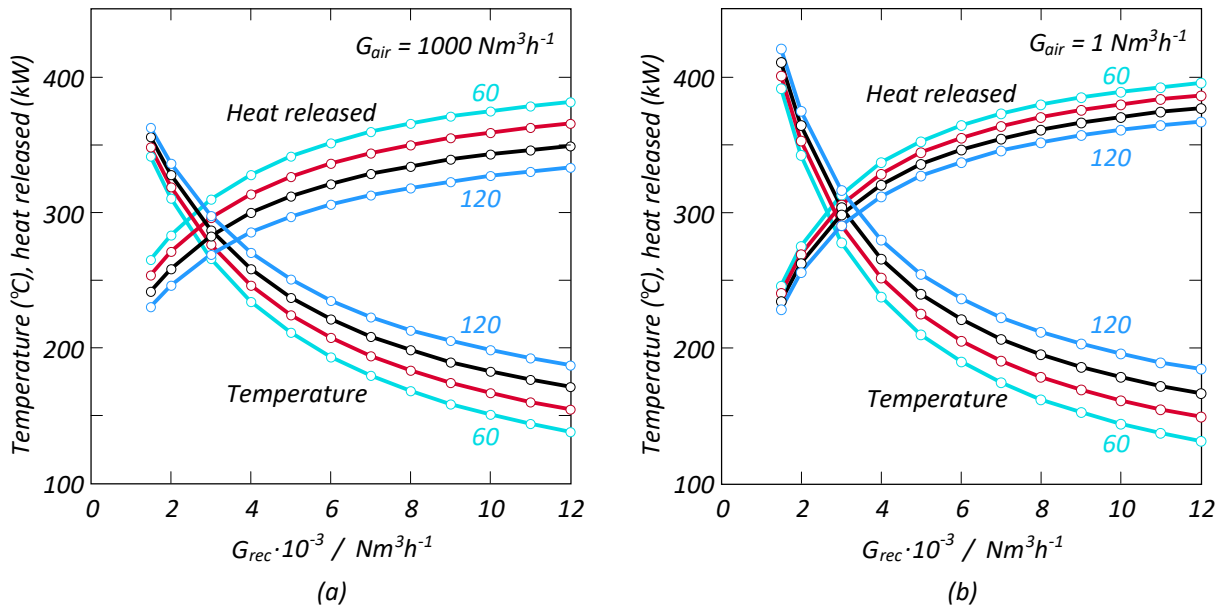 Temperature (°C), heat released (kW)
G_air = 1000 Nm³h⁻¹
400
300
200
100
60
Heat released
120
120
Temperature
60
0 2 4 6 8 10 12
G_rec·10⁻³ / Nm³h⁻¹
(a)
Temperature (°C), heat released (kW)
G_air = 1 Nm³h⁻¹
400
300
200
100
Heat released
60
120
120
Temperature
60
0 2 4 6 8 10 12
G_rec·10⁻³ / Nm³h⁻¹
(b)